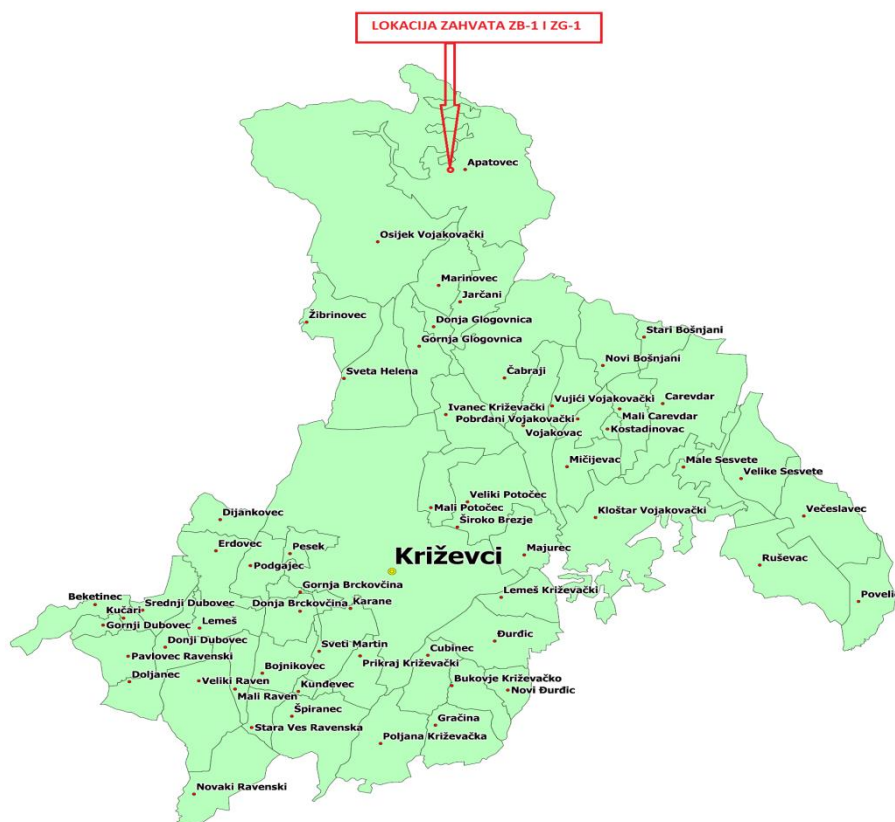 LOKACIJA ZAHVATA ZB-1 I ZG-1
Apatovec
Osijek Vojakovački
Marinovec
Jarčani
Žibrinovec
Donja Glogovnica
Stari Bošnjani
Gornja Glogovnica
Novi Bošnjani
Sveta Helena
Čabraji
Vujići Vojakovački
Carevdar
Ivanec Križevački
Mali Carevdar
Pobrđani Vojakovački
Kostadinovac
Vojakovac
Mičijevac
Male Sesvete
Velike Sesvete
Veliki Potočec
Mali Potočec
Kloštar Vojakovački
Večeslavec
Dijankovec
Široko Brezje
Erdovec
Pesek
Križevci
Majurec
Podgajec
Ruševac
Gornja Brckovčina
Lemeš Križevački
Beketinec
Srednji Dubovec
Donja Brckovčina
Karane
Povelić
Kučari
Gornji Dubovec
Lemeš
Đurđic
Donji Dubovec
Sveti Martin
Cubinec
Pavlovec Ravenski
Prikraj Križevački
Bojnikovec
Doljanec
Veliki Raven
Kunđevec
Bukovje Križevačko
Mali Raven
Novi Đurđic
Špiranec
Gračina
Stara Ves Ravenska
Poljana Križevačka
Novaki Ravenski